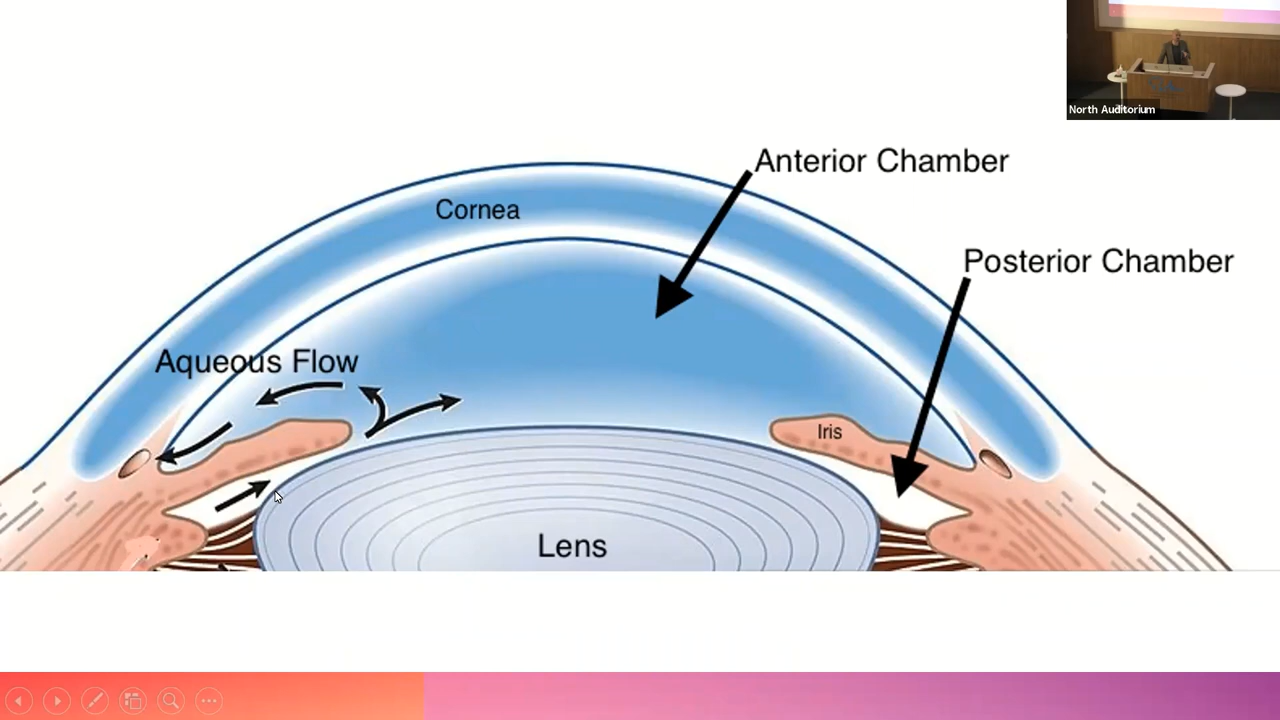 North Auditorium
Anterior Chamber
Cornea
Posterior Chamber
Aqueous Flow
Iris
Lens